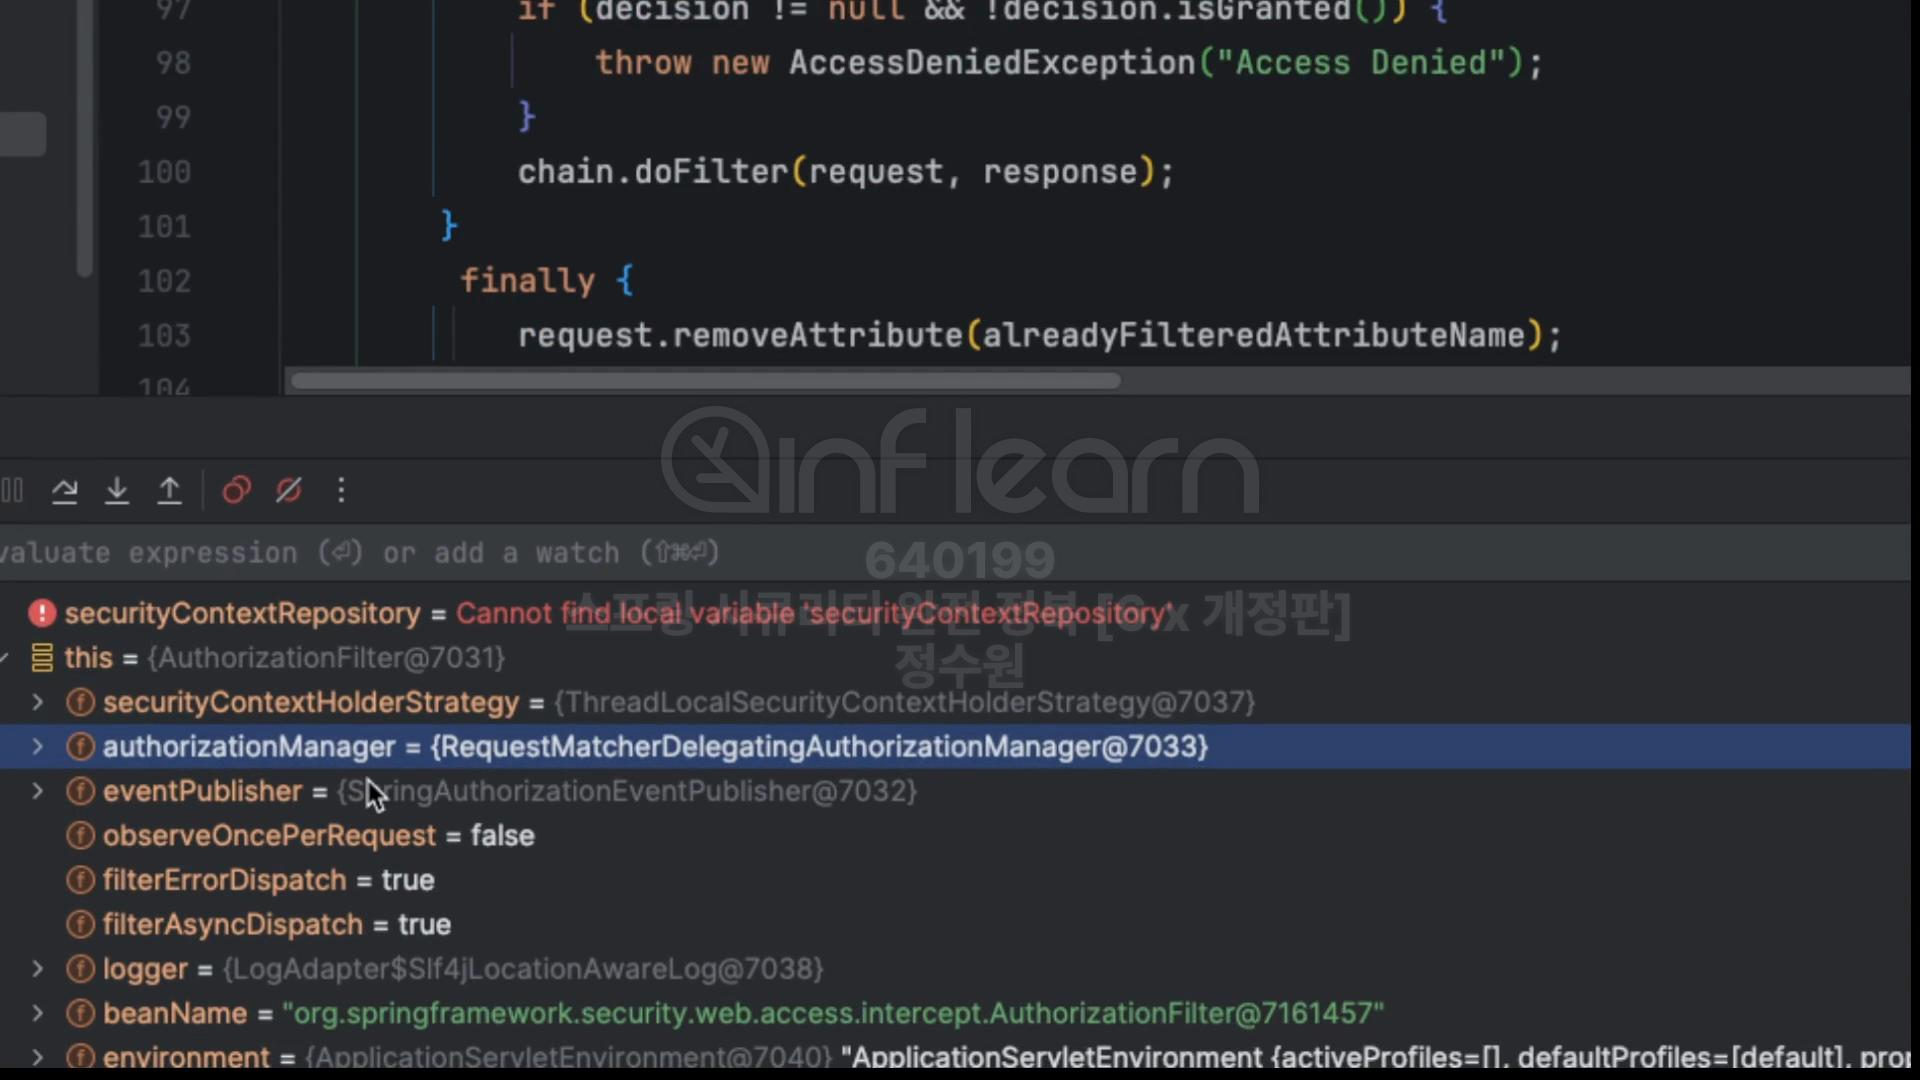 97 if (decision != null && !decision.isGranted()) {
98 throw new AccessDeniedException("Access Denied");
99 }
100 chain.doFilter(request, response);
101 }
102 finally {
103 request.removeAttribute(alreadyFilteredAttributeName);
104
inflearn
valuate expression (⏎) or add a watch (⇧⌘⏎)
640199
securityContextRepository = Cannot find local variable 'securityContextRepository'
스프링 시큐리티 완전 정복 [6.x 개정판]
this = {AuthorizationFilter@7031}
정수원
securityContextHolderStrategy = {ThreadLocalSecurityContextHolderStrategy@7037}
authorizationManager = {RequestMatcherDelegatingAuthorizationManager@7033}
eventPublisher = {SpringAuthorizationEventPublisher@7032}
observeOncePerRequest = false
filterErrorDispatch = true
filterAsyncDispatch = true
logger = {LogAdapter$Slf4jLocationAwareLog@7038}
beanName = "org.springframework.security.web.access.intercept.AuthorizationFilter@7161457"
environment = {ApplicationServletEnvironment@7040} "ApplicationServletEnvironment {activeProfiles=[], defaultProfiles=[default], pro